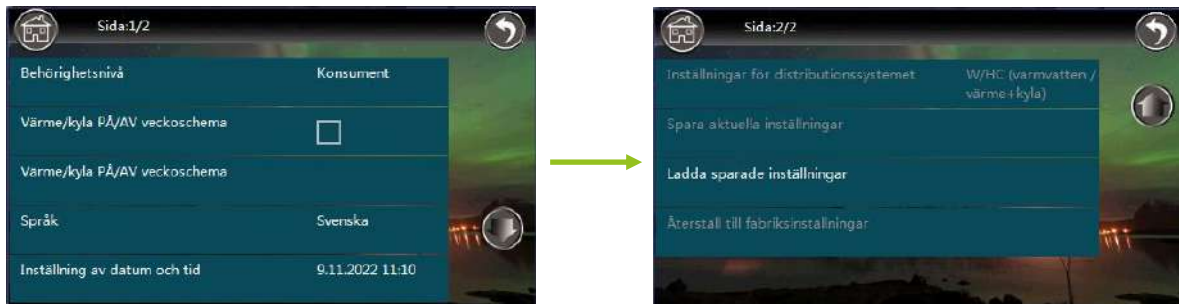 Sida:1/2
Behörighetsnivå Konsument
Värme/kyla PÅ/AV veckoschema
Värme/kyla PÅ/AV veckoschema
Språk Svenska
Inställning av datum och tid 9.11.2022 11:10
Sida:2/2
Inställningar för distributionssystemet W/HC (varmvatten /
värme+kyla)
Spara aktuella inställningar
Ladda sparade inställningar
Återställ till fabriksinställningar